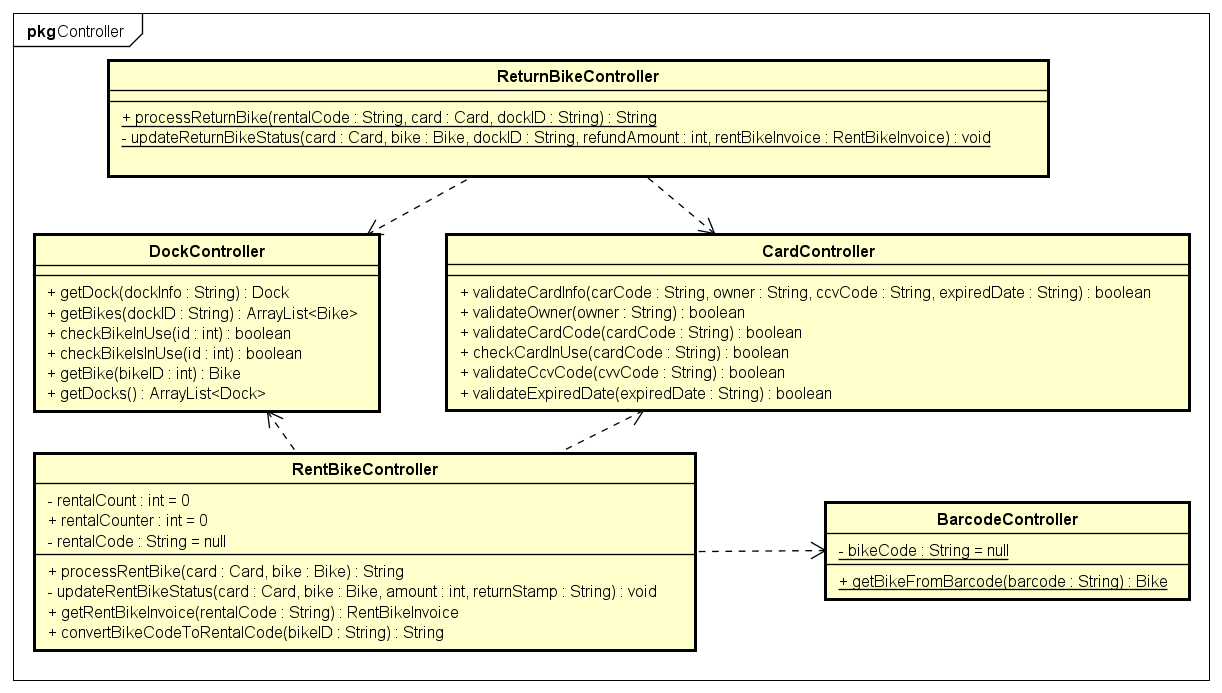 pkg Controller
ReturnBikeController
+ processReturnBike(rentalCode : String, card : Card, dockID : String) : String
- updateReturnBikeStatus(card : Card, bike : Bike, dockID : String, refundAmount : int, rentBikeInvoice : RentBikeInvoice) : void
DockController
+ getDock(dockInfo : String) : Dock
+ getBikes(dockID : String) : ArrayList<Bike>
+ checkBikeInUse(id : int) : boolean
+ checkBikeIsInUse(id : int) : boolean
+ getBike(bikeID : int) : Bike
+ getDocks() : ArrayList<Dock>
CardController
+ validateCardInfo(carCode : String, owner : String, ccvCode : String, expiredDate : String) : boolean
+ validateOwner(owner : String) : boolean
+ validateCardCode(cardCode : String) : boolean
+ checkCardInUse(cardCode : String) : boolean
+ validateCcvCode(cvvCode : String) : boolean
+ validateExpiredDate(expiredDate : String) : boolean
RentBikeController
- rentalCount : int = 0
+ rentalCounter : int = 0
- rentalCode : String = null
+ processRentBike(card : Card, bike : Bike) : String
- updateRentBikeStatus(card : Card, bike : Bike, amount : int, returnStamp : String) : void
+ getRentBikeInvoice(rentalCode : String) : RentBikeInvoice
+ convertBikeCodeToRentalCode(bikeID : String) : String
BarcodeController
- bikeCode : String = null
+ getBikeFromBarcode(barcode : String) : Bike